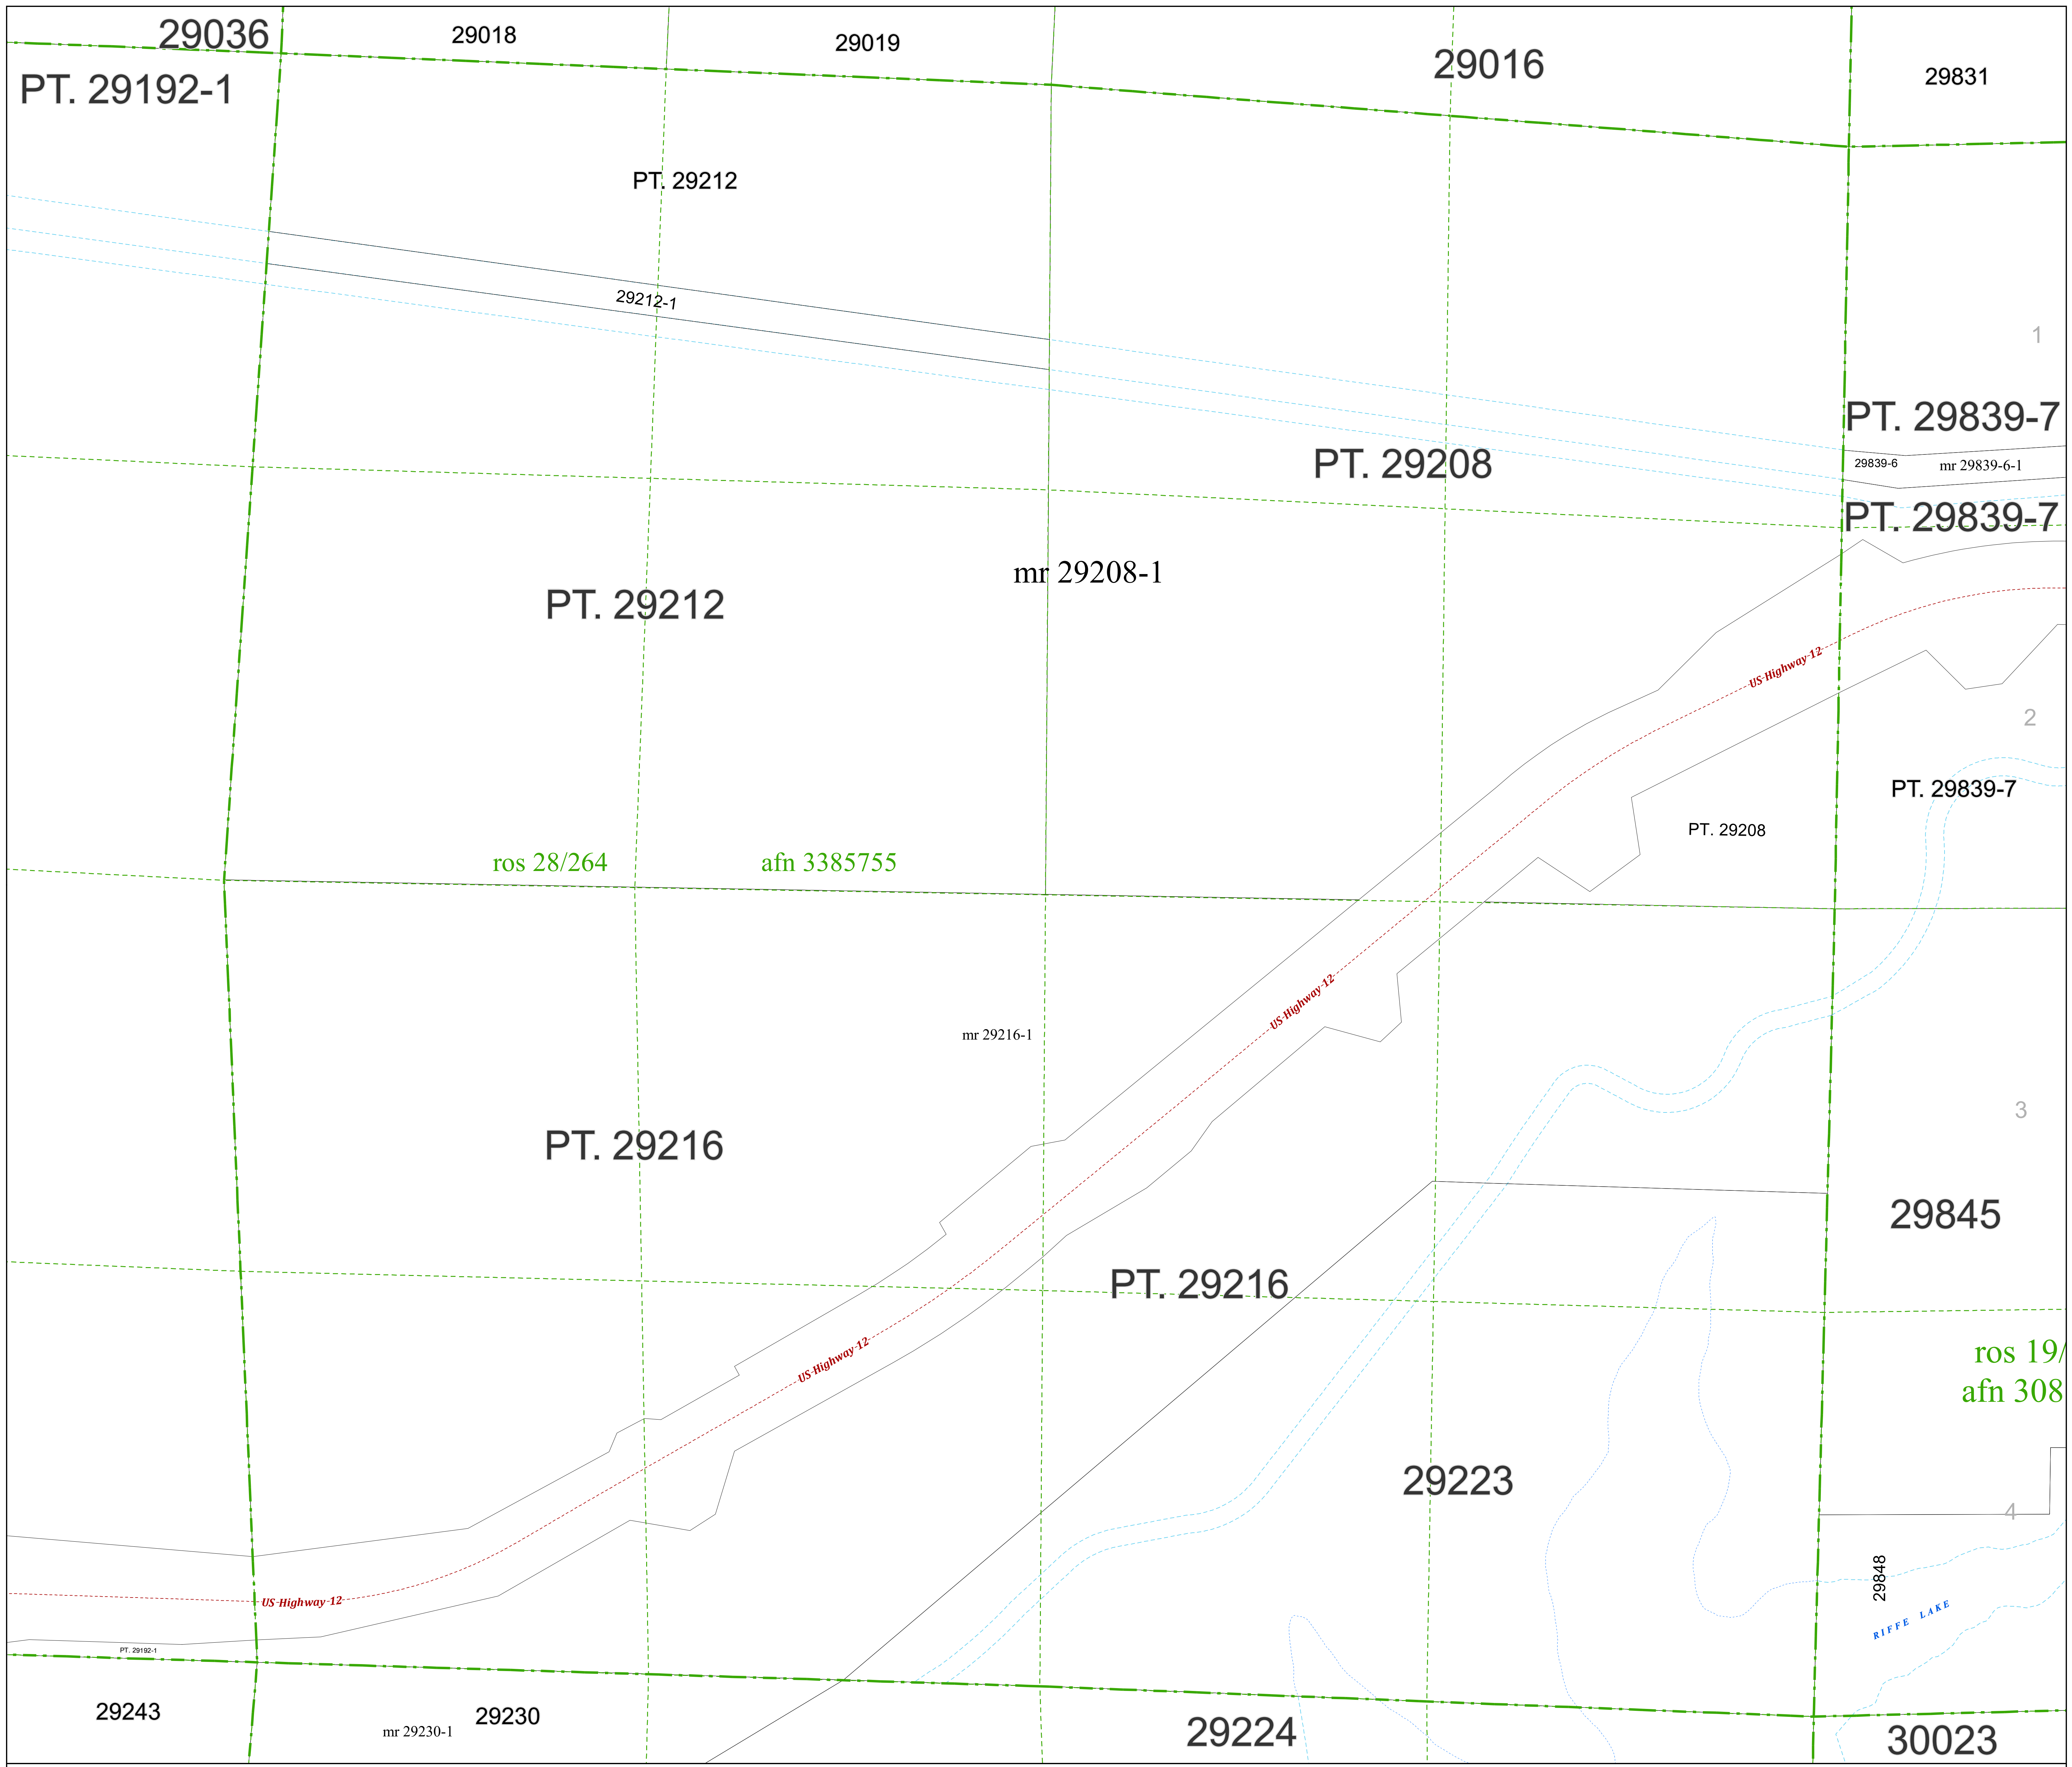 29036
29018
29019
29016
29831
PT. 29192-1
PT. 29212
29212-1
1
PT. 29839-7
PT. 29208
29839-6
mr 29839-6-1
PT. 29839-7
mr 29208-1
PT. 29212
US Highway 12
2
PT. 29839-7
PT. 29208
ros 28/264
afn 3385755
US Highway 12
mr 29216-1
3
PT. 29216
29845
PT. 29216
US Highway 12
ros 19/
afn 308
29223
4
29848
US Highway 12
RIFFE LAKE
PT. 29192-1
29243
29230
mr 29230-1
29224
30023